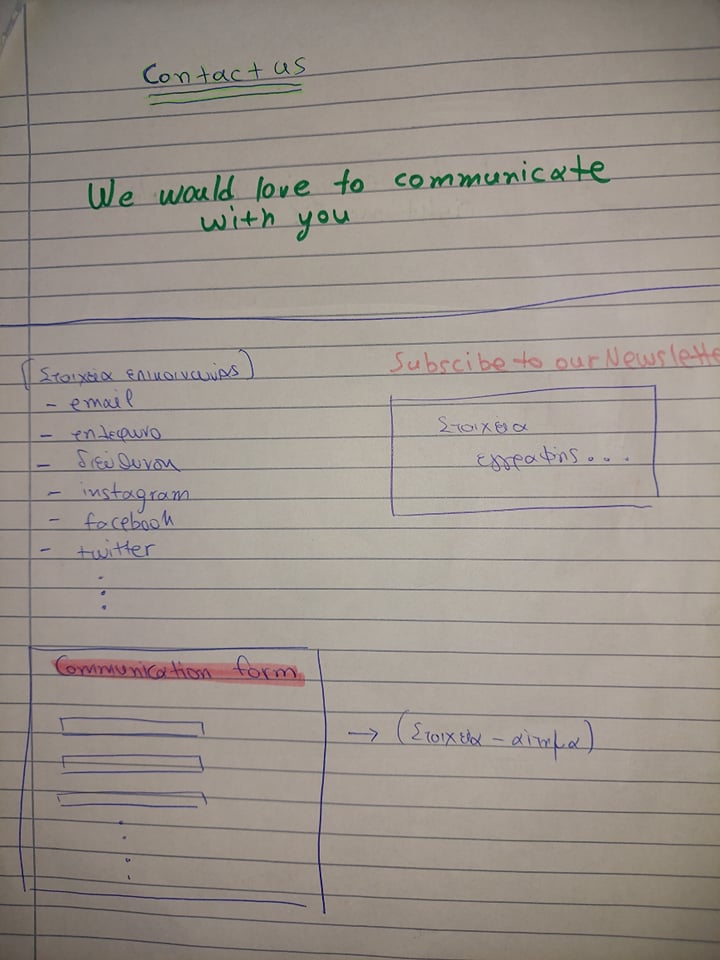 Contact us
We would love to communicate
with you
[Στοιχεία επικοινωνίας]
- email
- τηλέφωνο
- διεύθυνση
- instagram
- facebook
- twitter
Subscibe to our Newslette
Στοιχεία
εγγραφής...
Communication form
→ (Στοιχεία - αίτημα)